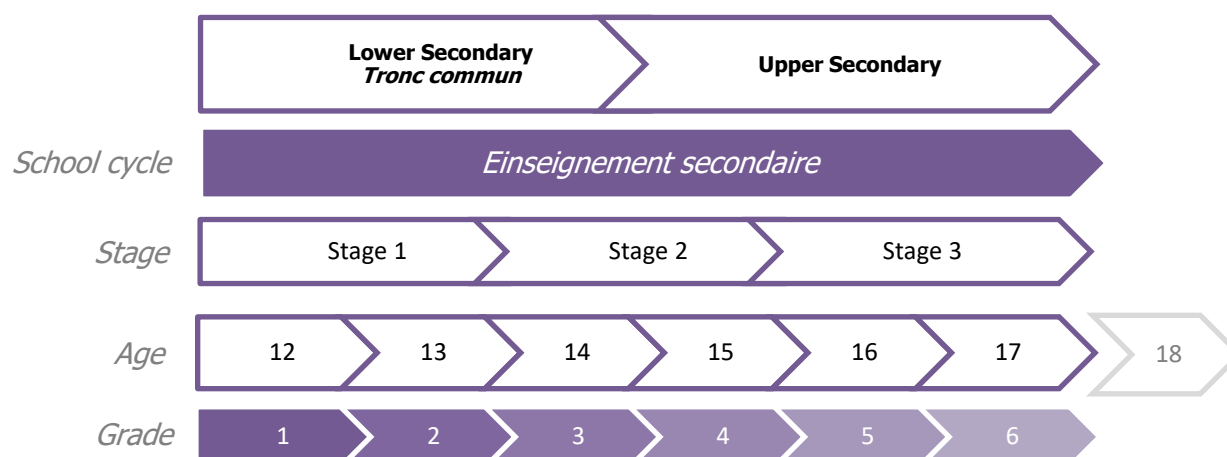 Lower Secondary
Tronc commun
Upper Secondary
School cycle
Einseignement secondaire
Stage
Stage 1
Stage 2
Stage 3
Age
12
13
14
15
16
17
18
Grade
1
2
3
4
5
6